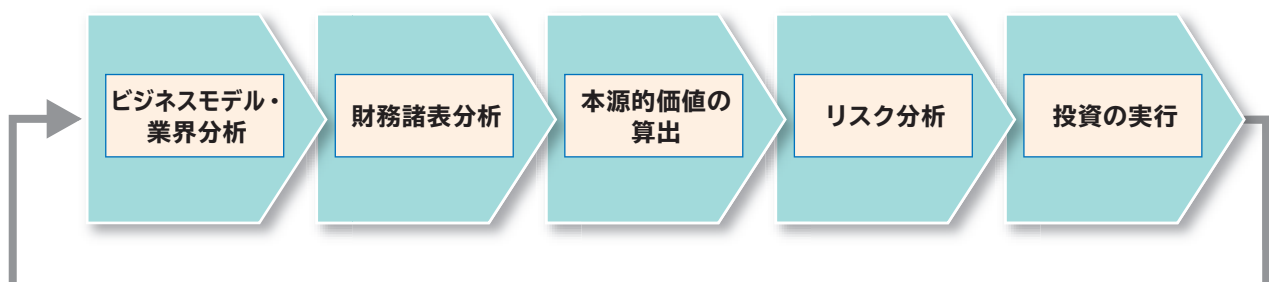 ビジネスモデル・
業界分析
財務諸表分析
本源的価値の
算出
リスク分析
投資の実行